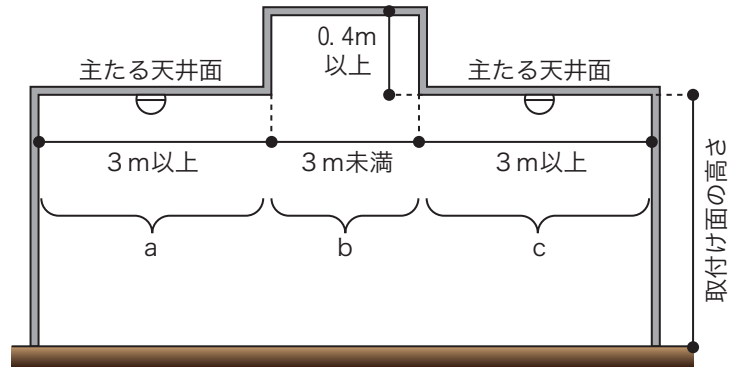 0.4m
以上
主たる天井面
主たる天井面
3m以上
3m未満
3m以上
a
b
c
取付け面の高さ